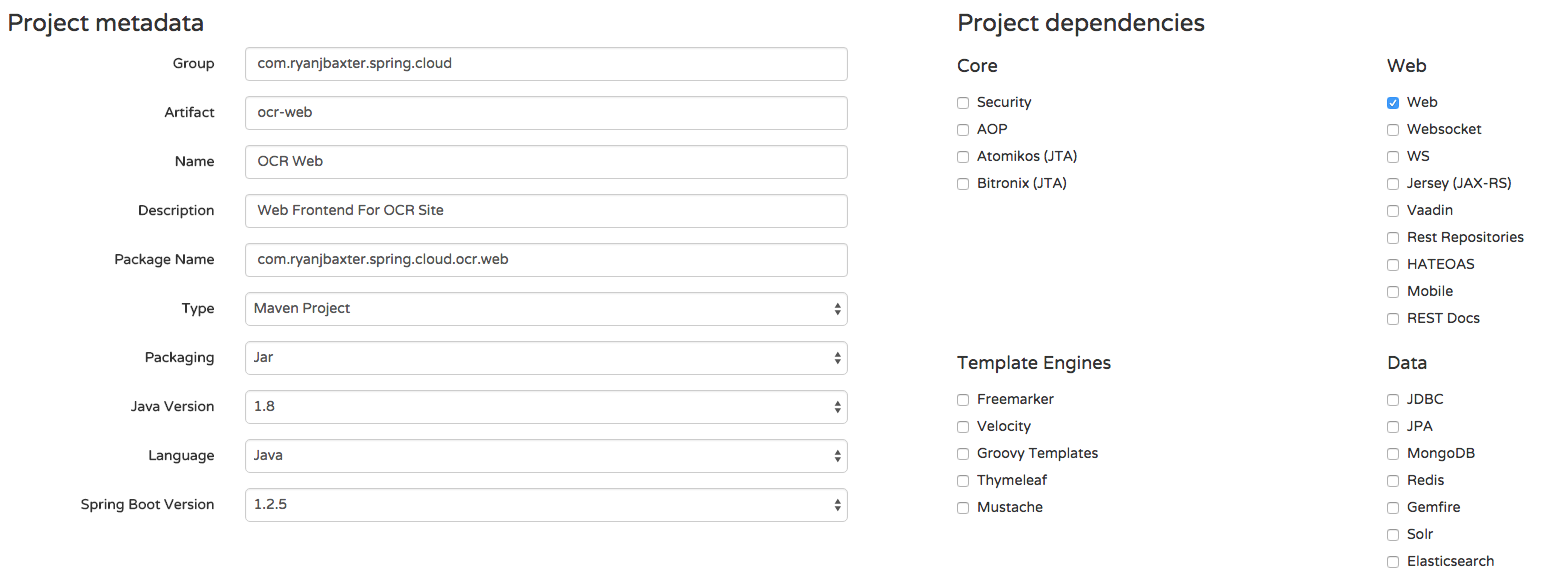 Project metadata
Group com.ryanjbaxter.spring.cloud
Artifact ocr-web
Name OCR Web
Description Web Frontend For OCR Site
Package Name com.ryanjbaxter.spring.cloud.ocr.web
Type Maven Project
Packaging Jar
Java Version 1.8
Language Java
Spring Boot Version 1.2.5
Project dependencies
Core
Security
AOP
Atomikos (JTA)
Bitronix (JTA)
Web
Web
Websocket
WS
Jersey (JAX-RS)
Vaadin
Rest Repositories
HATEOAS
Mobile
REST Docs
Template Engines
Freemarker
Velocity
Groovy Templates
Thymeleaf
Mustache
Data
JDBC
JPA
MongoDB
Redis
Gemfire
Solr
Elasticsearch